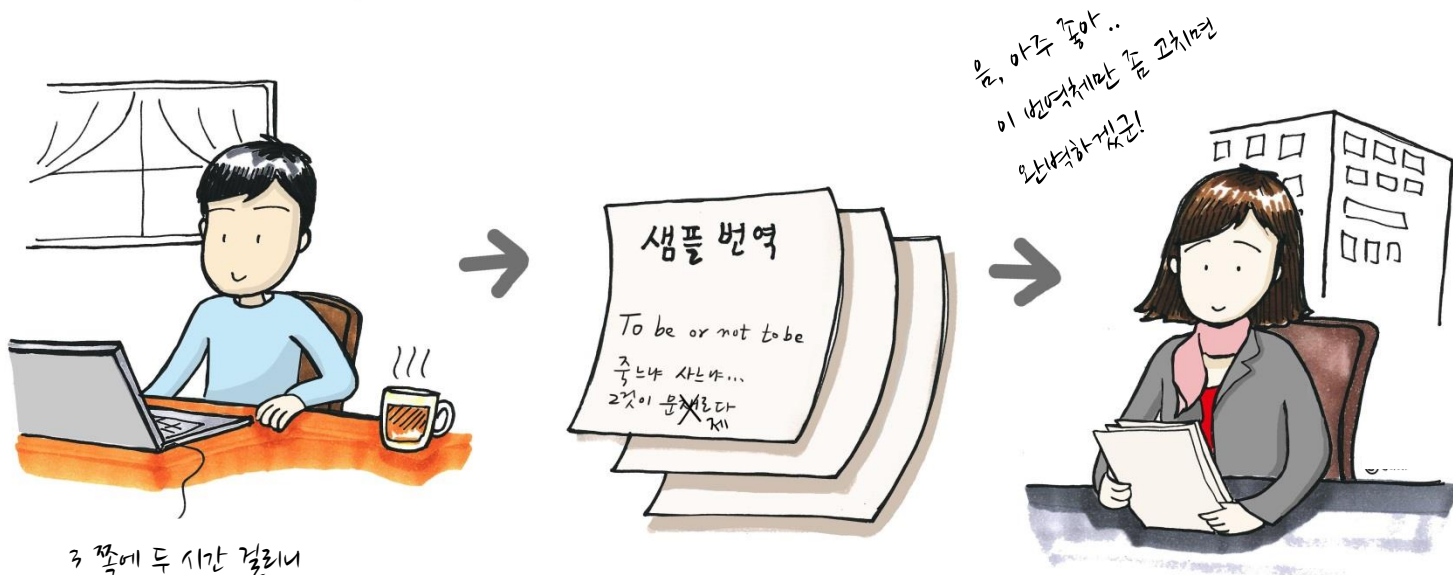 3 쪽에 두 시간 걸리니
샘플 번역
To be or not to be
죽느냐 사느냐...
그것이 문채로다
제
음, 아주 좋아..
이 번역체만 좀 고치면
완벽하겠군!